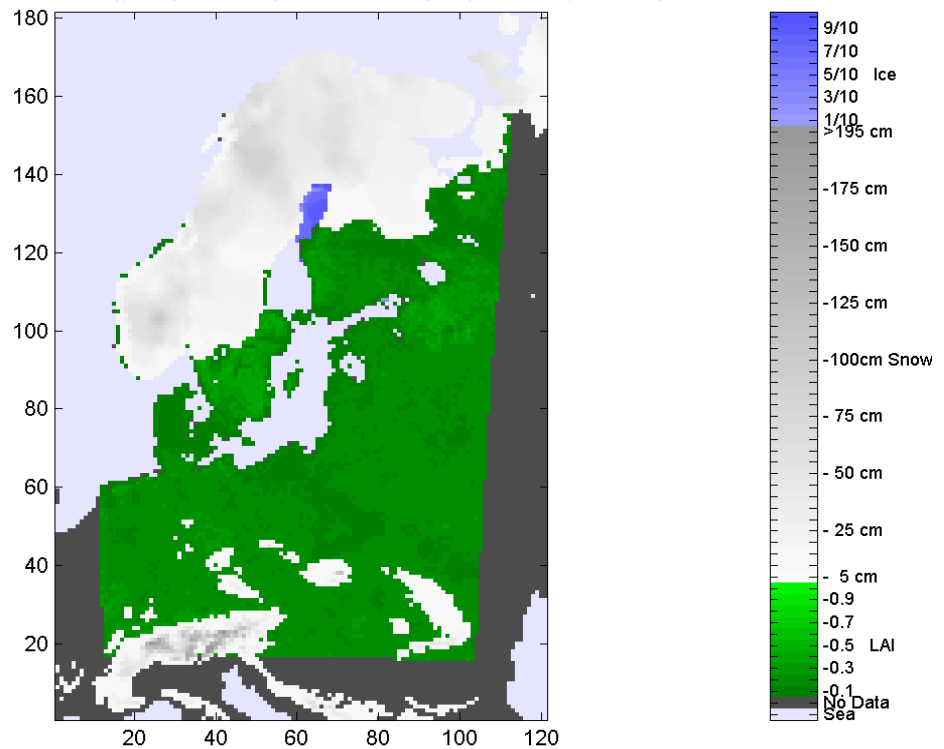 180
160
140
120
100
80
60
40
20
20 40 60 80 100 120
9/10
7/10
5/10 Ice
3/10
1/10
>195 cm
-175 cm
-150 cm
-125 cm
-100cm Snow
- 75 cm
- 50 cm
- 25 cm
- 5 cm
-0.9
-0.7
-0.5 LAI
-0.3
-0.1
No Data
Sea